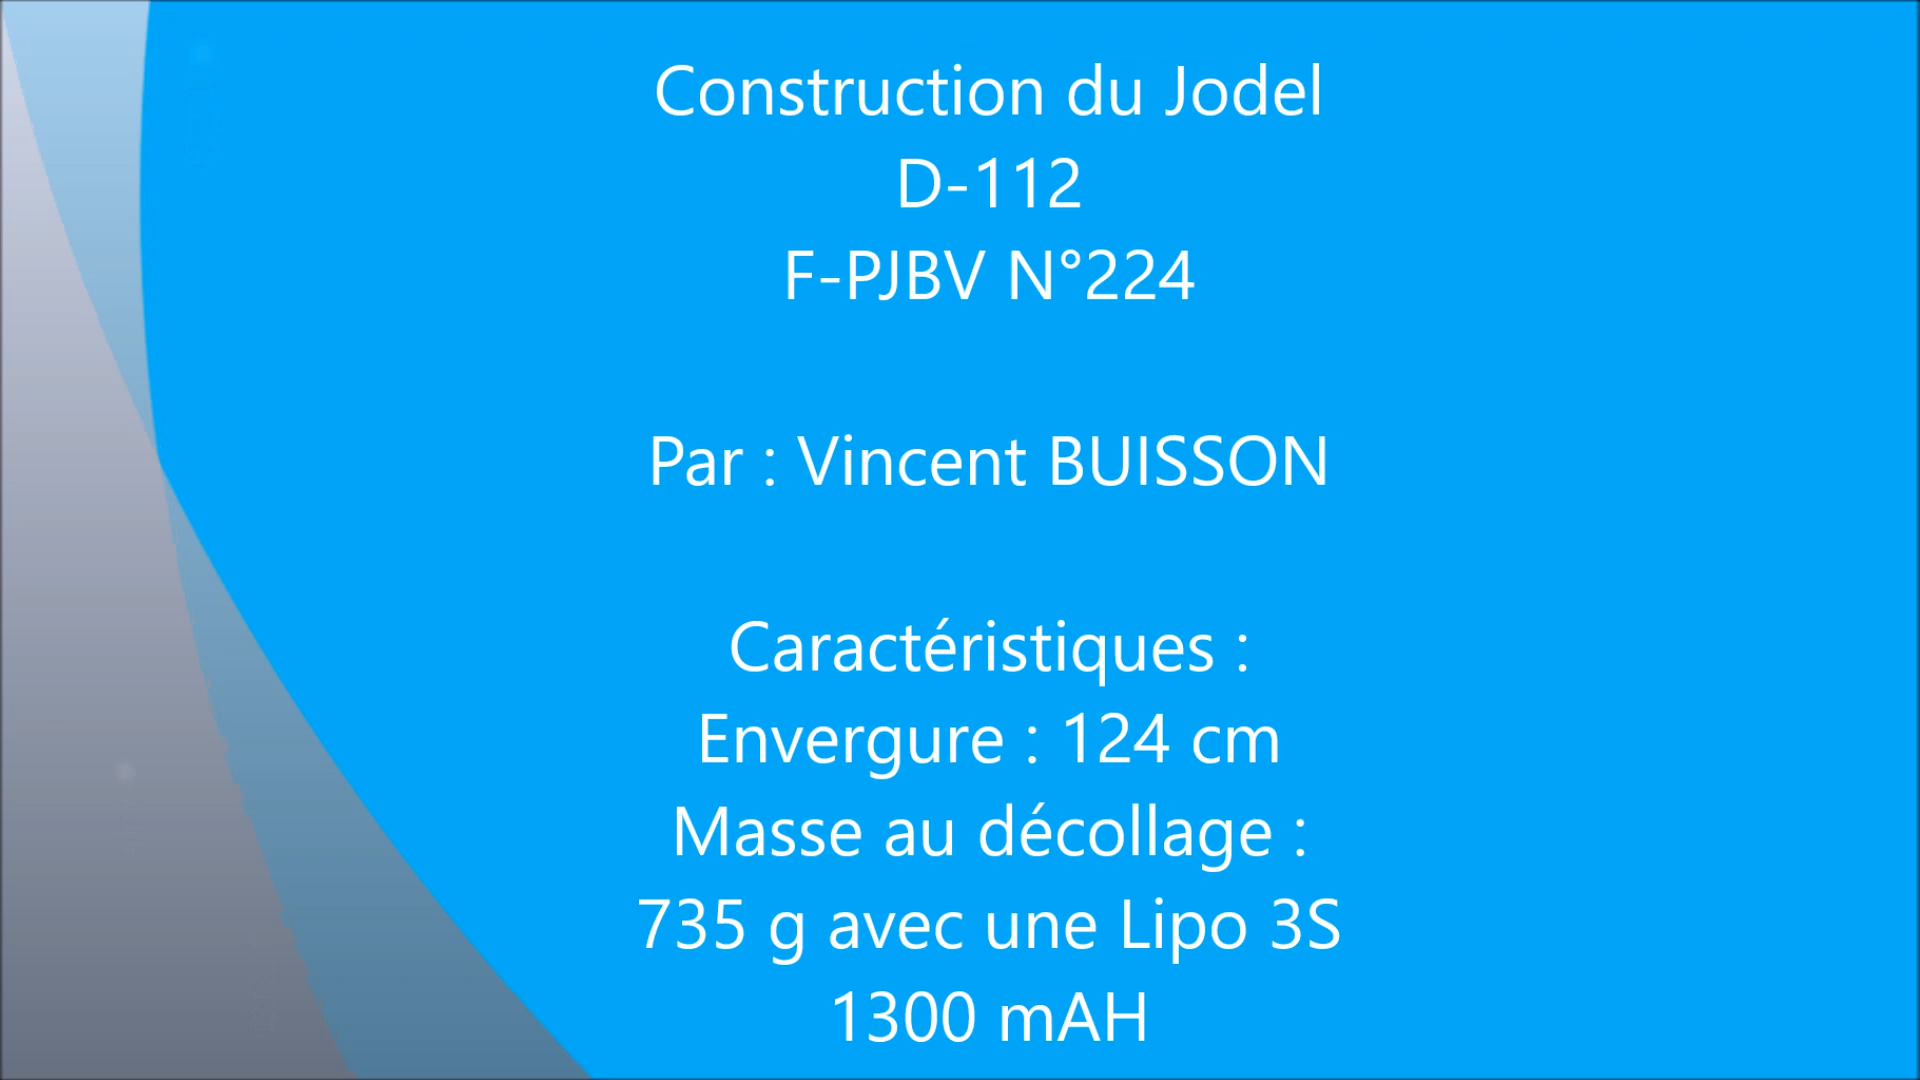 Construction du Jodel
D-112
F-PJBV N°224
Par : Vincent BUISSON
Caractéristiques :
Envergure : 124 cm
Masse au décollage :
735 g avec une Lipo 3S
1300 mAH